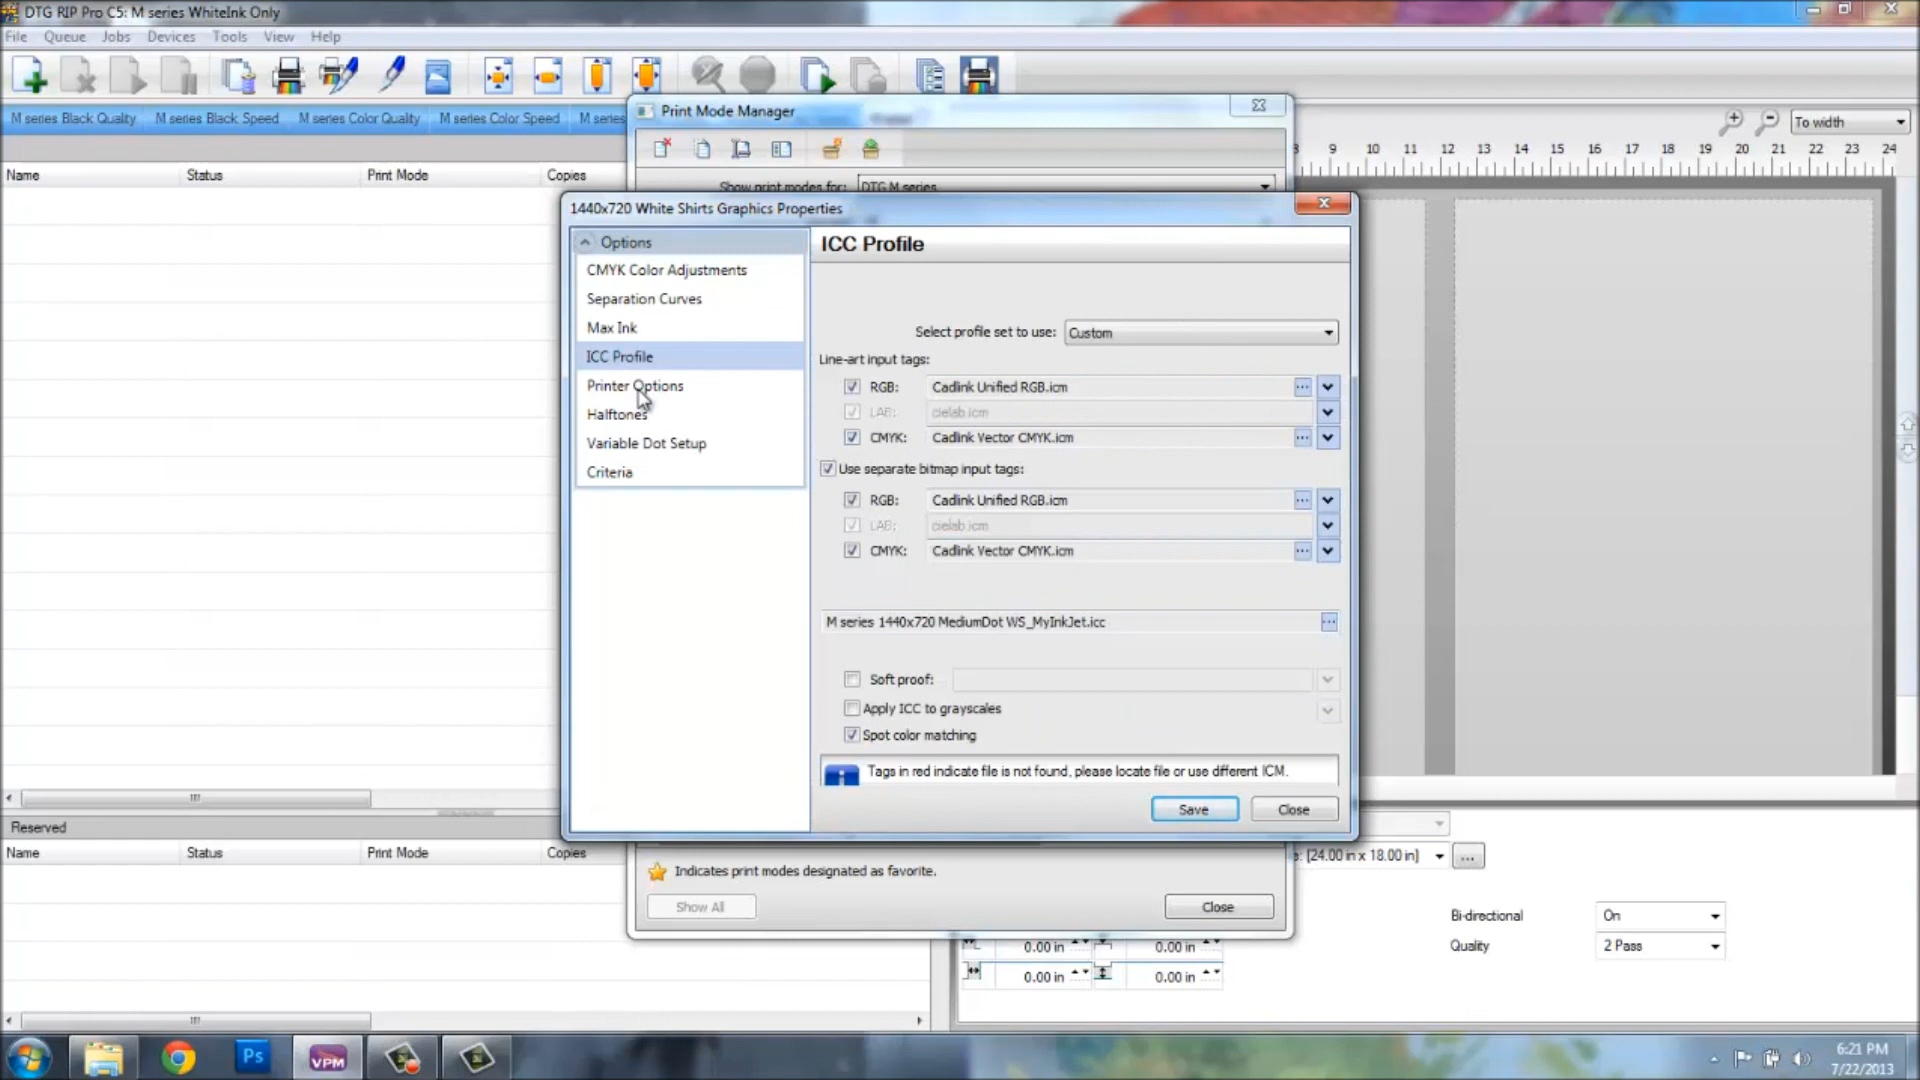 DTG RIP Pro C5: M series WhiteInk Only
File Queue Jobs Devices Tools View Help
M series Black Quality M series Black Speed M series Color Quality M series Color Speed M series
Print Mode Manager
To width
8 9 10 11 12 13 14 15 16 17 18 19 20 21 22 23 24
Name Status Print Mode Copies
Show print modes for: DTG M series
1440x720 White Shirts Graphics Properties
Options
CMYK Color Adjustments
Separation Curves
Max Ink
ICC Profile
Printer Options
Halftones
Variable Dot Setup
Criteria
ICC Profile
Select profile set to use: Custom
Line-art input tags:
RGB: Cadlink Unified RGB.icm
LAB: cielab.icm
CMYK: Cadlink Vector CMYK.icm
Use separate bitmap input tags:
RGB: Cadlink Unified RGB.icm
LAB: cielab.icm
CMYK: Cadlink Vector CMYK.icm
M series 1440x720 MediumDot WS_MyInkJet.icc
Soft proof:
Apply ICC to grayscales
Spot color matching
Tags in red indicate file is not found, please locate file or use different ICM.
Save Close
Reserved
Name Status Print Mode Copies
Indicates print modes designated as favorite.
Show All Close
e: [24.00 in x 18.00 in] ...
Bi-directional On
Quality 2 Pass
0.00 in 0.00 in
0.00 in 0.00 in
Ps VPM
6:21 PM
7/22/2013